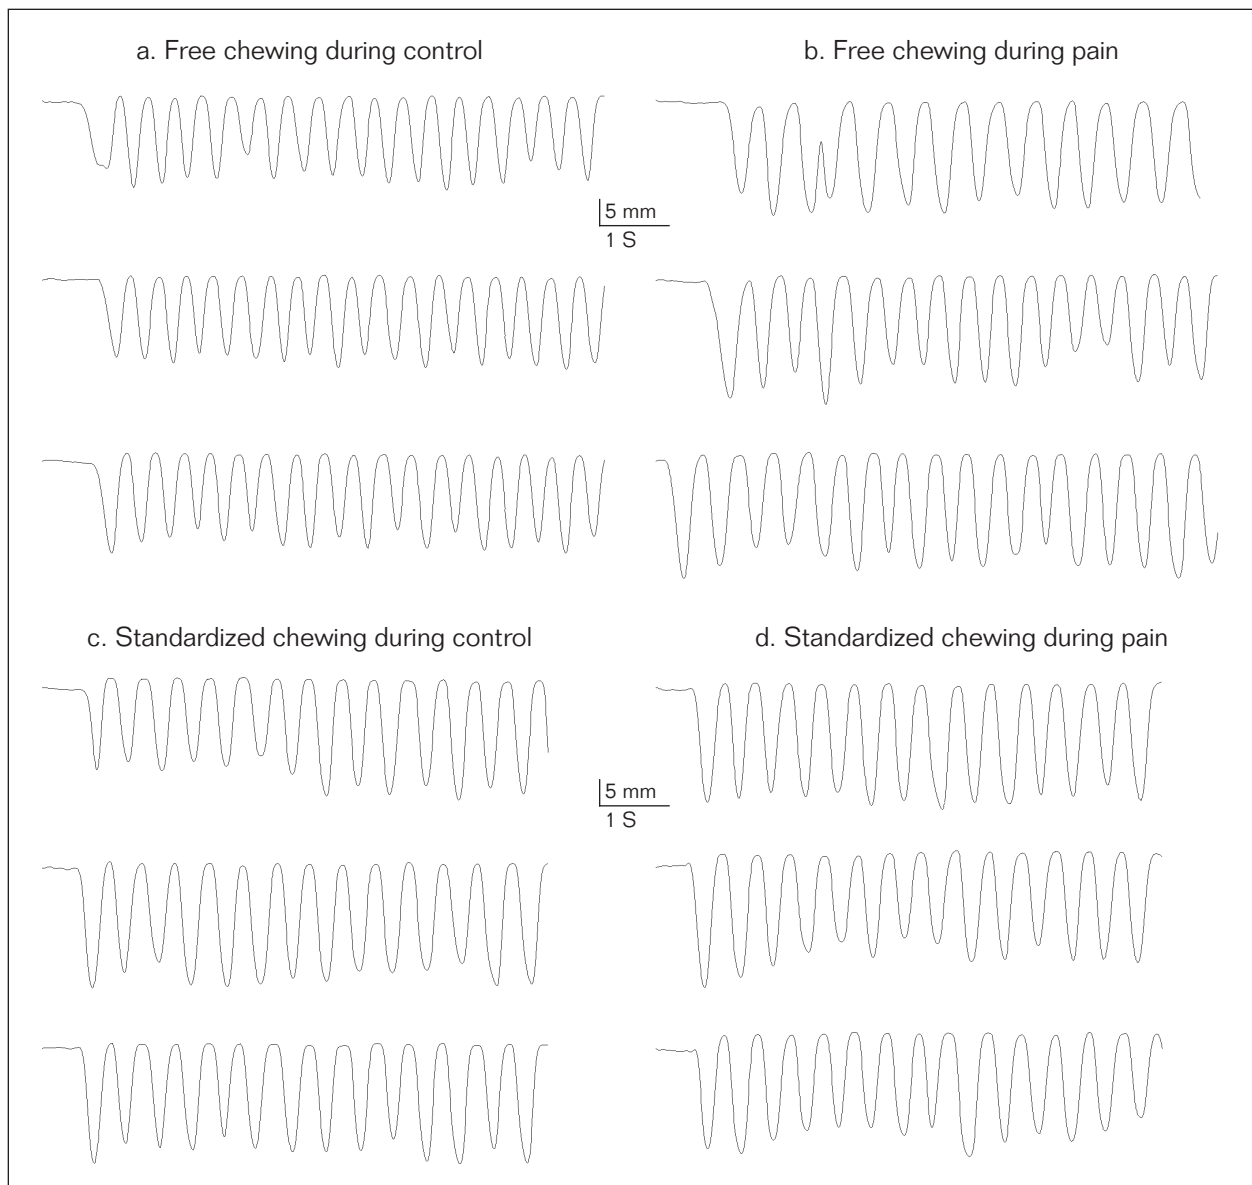 a. Free chewing during control
b. Free chewing during pain
5 mm
1 S
c. Standardized chewing during control
d. Standardized chewing during pain
5 mm
1 S